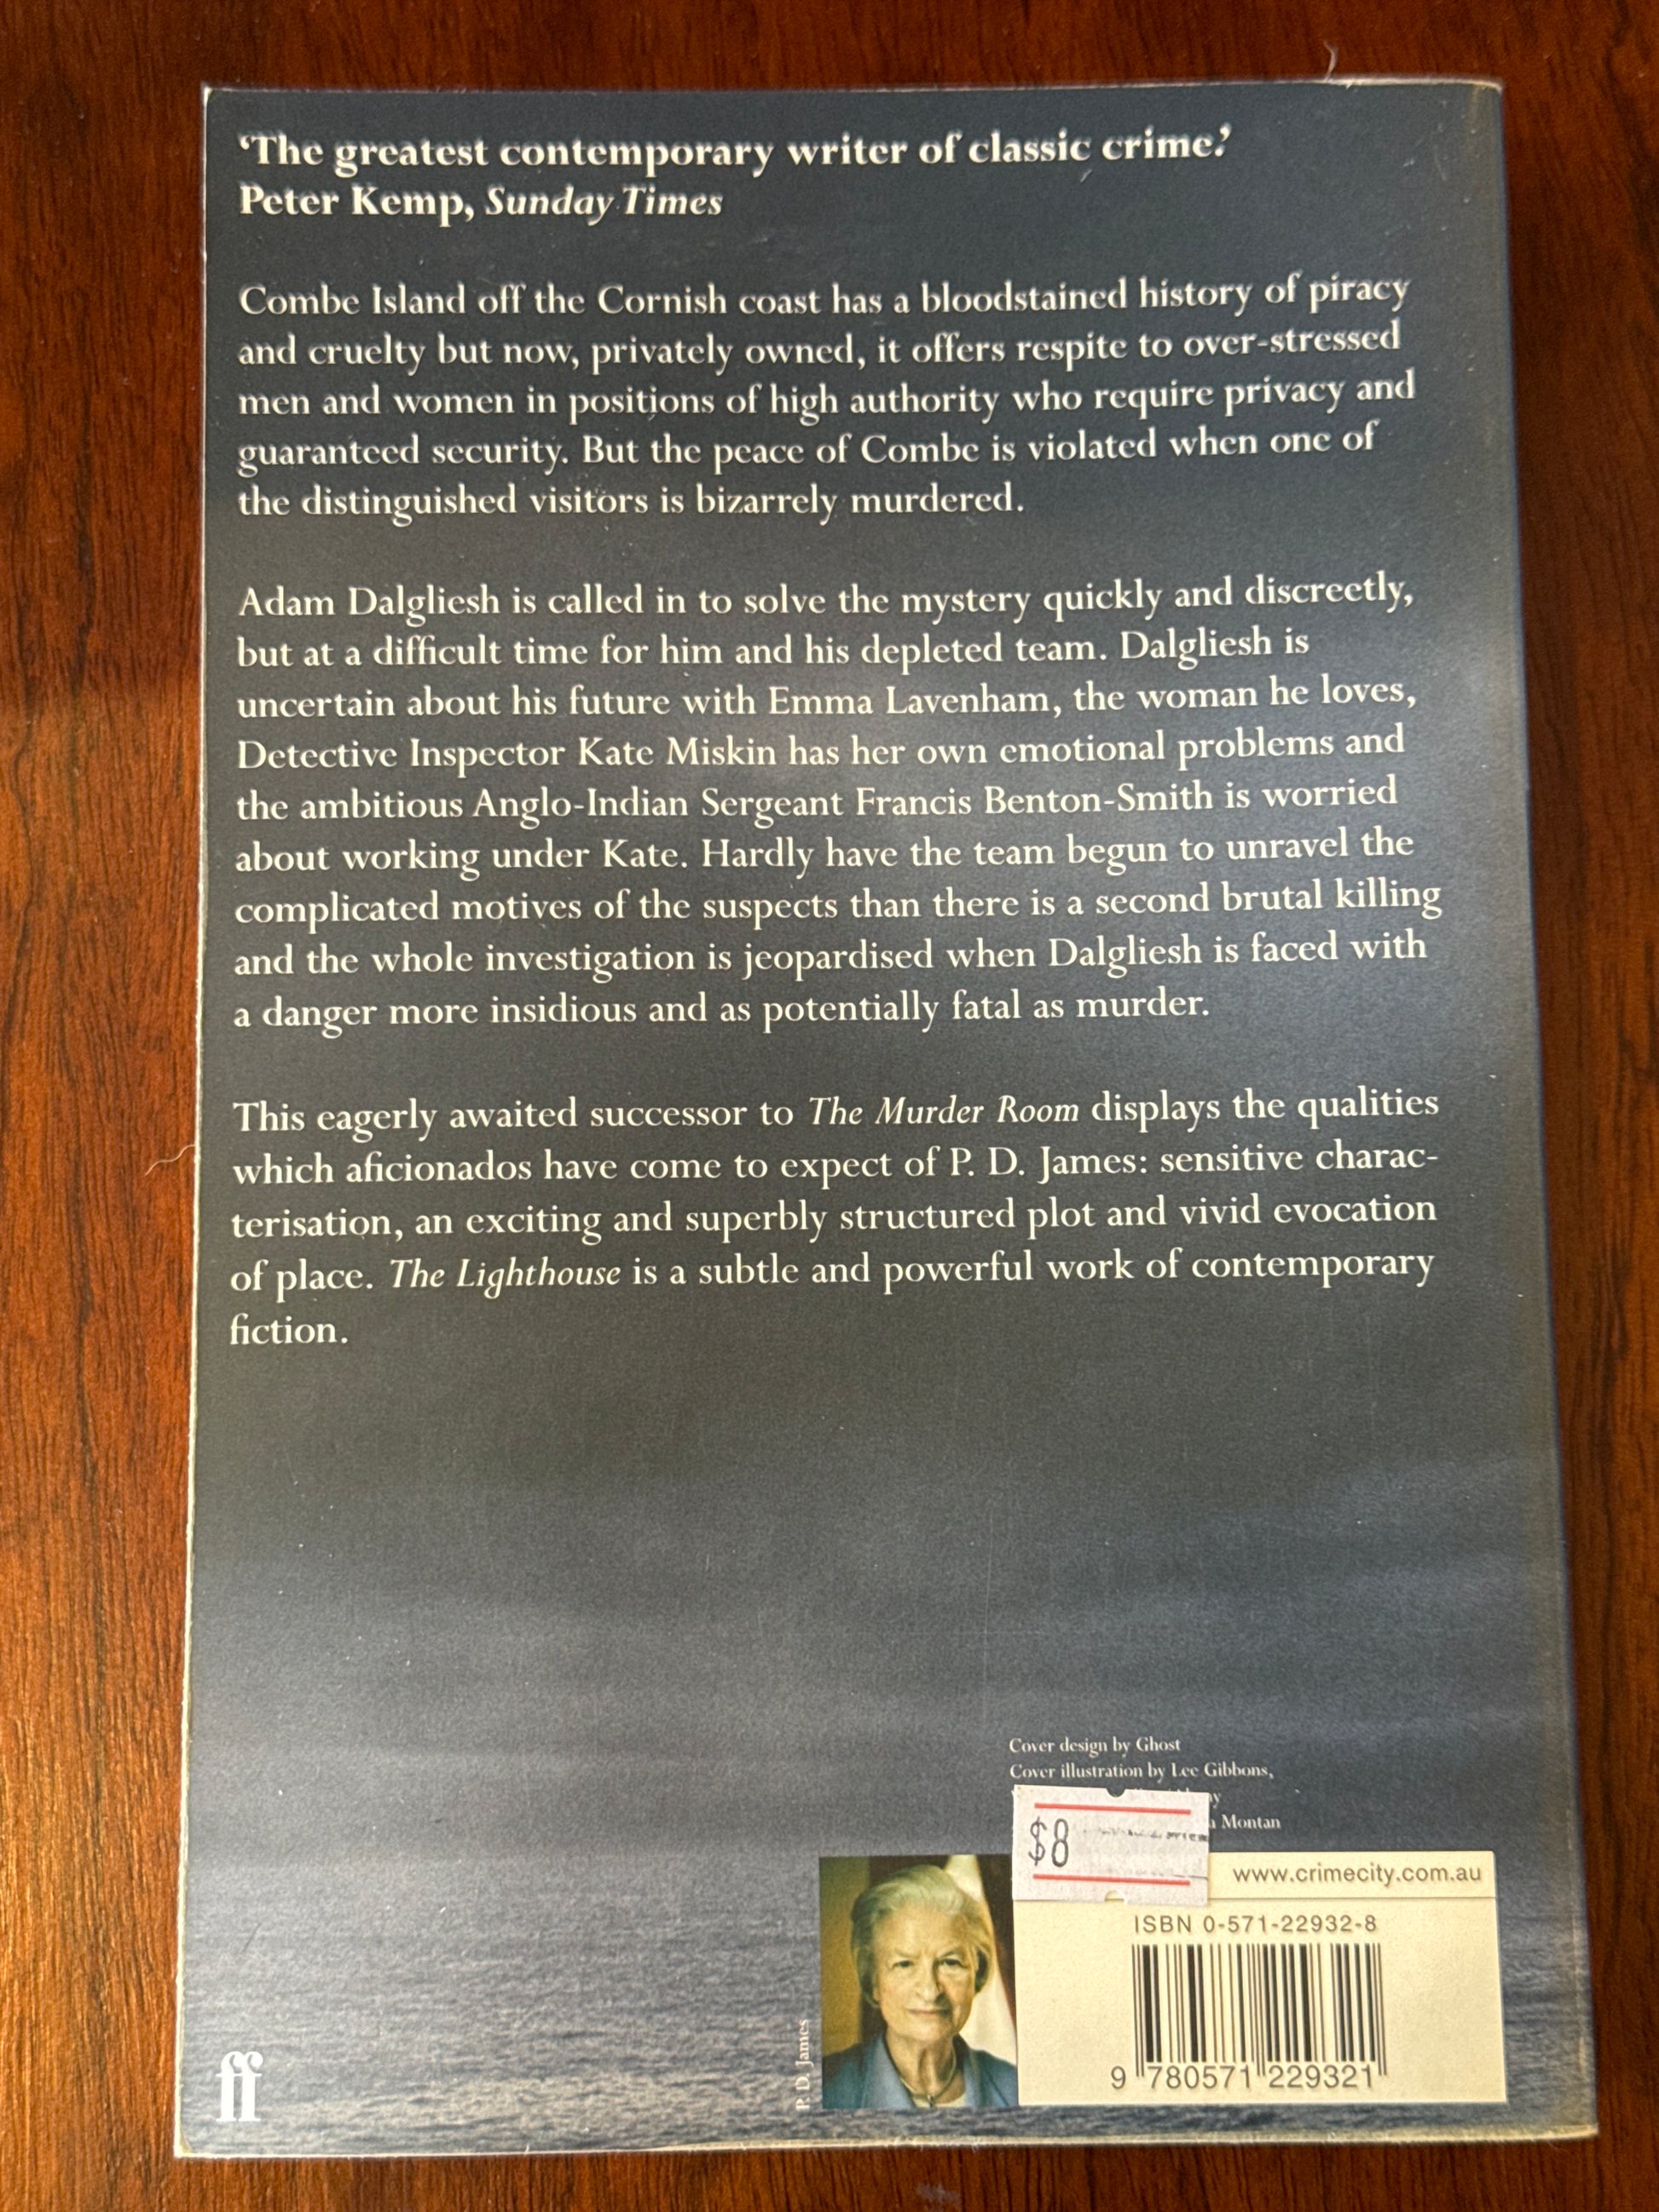 ‘The greatest contemporary writer of classic crime.’
Peter Kemp, Sunday Times
Combe Island off the Cornish coast has a bloodstained history of piracy
and cruelty but now, privately owned, it offers respite to over-stressed
men and women in positions of high authority who require privacy and
guaranteed security. But the peace of Combe is violated when one of
the distinguished visitors is bizarrely murdered.
Adam Dalgliesh is called in to solve the mystery quickly and discreetly,
but at a difficult time for him and his depleted team. Dalgliesh is
uncertain about his future with Emma Lavenham, the woman he loves,
Detective Inspector Kate Miskin has her own emotional problems and
the ambitious Anglo-Indian Sergeant Francis Benton-Smith is worried
about working under Kate. Hardly have the team begun to unravel the
complicated motives of the suspects than there is a second brutal killing
and the whole investigation is jeopardised when Dalgliesh is faced with
a danger more insidious and as potentially fatal as murder.
This eagerly awaited successor to The Murder Room displays the qualities
which aficionados have come to expect of P. D. James: sensitive charac-
terisation, an exciting and superbly structured plot and vivid evocation
of place. The Lighthouse is a subtle and powerful work of contemporary
fiction.
Cover design by Ghost
Cover illustration by Lee Gibbons,
Montan
$8
www.crimecity.com.au
ISBN 0-571-22932-8
9 780571 229321
P. D. James
ff